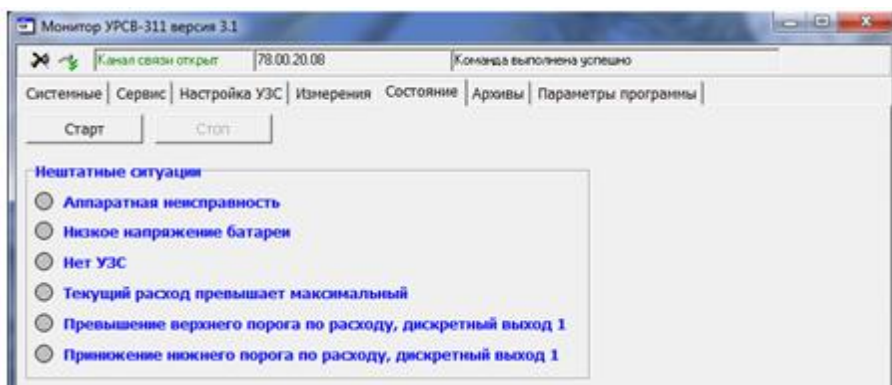 Монитор УРСВ-311 версия 3.1
Канал связи открыт 78.00.20.08 Команда выполнена успешно
Системные Сервис Настройка УЗС Измерения Состояние Архивы Параметры программы
Старт Стоп
Нештатные ситуации
Аппаратная неисправность
Низкое напряжение батареи
Нет УЗС
Текущий расход превышает максимальный
Превышение верхнего порога по расходу, дискретный выход 1
Принижение нижнего порога по расходу, дискретный выход 1